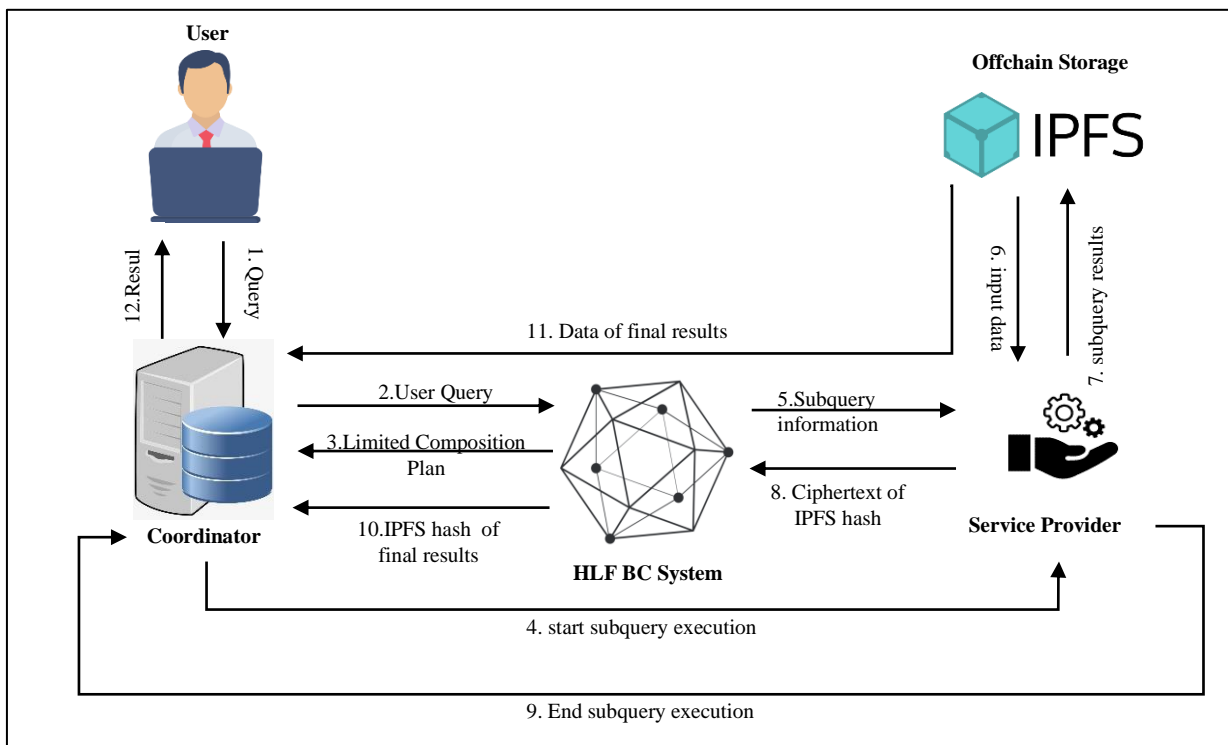 User
Offchain Storage
IPFS
12.Resul
1. Query
6. input data
7. subquery results
11. Data of final results
2.User Query
5.Subquery
information
3.Limited Composition
Plan
8. Ciphertext of
IPFS hash
10.IPFS hash of
final results
Coordinator
Service Provider
HLF BC System
4. start subquery execution
9. End subquery execution